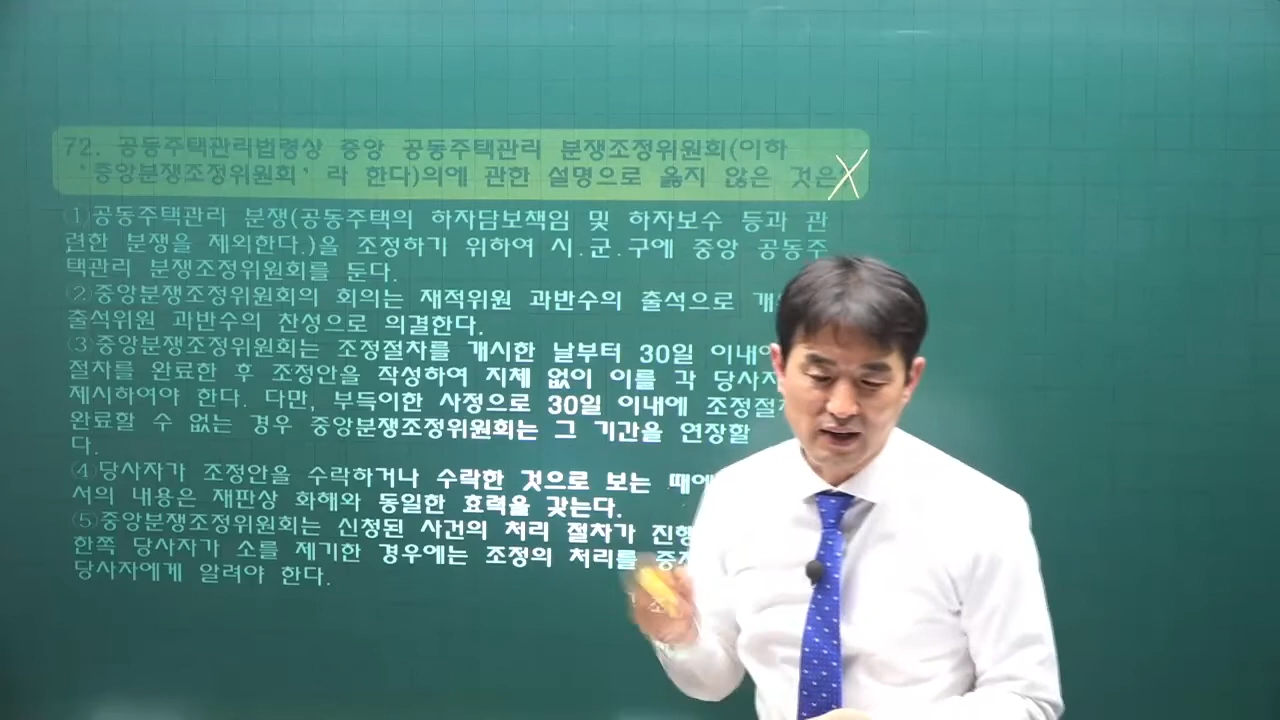 72. 공동주택관리법령상 중앙 공동주택관리 분쟁조정위원회(이하
‘중앙분쟁조정위원회’라 한다)의에 관한 설명으로 옳지 않은 것은
①공동주택관리 분쟁(공동주택의 하자담보책임 및 하자보수 등과 관
련한 분쟁을 제외한다.)을 조정하기 위하여 시.군.구에 중앙 공동주
택관리 분쟁조정위원회를 둔다.
②중앙분쟁조정위원회의 회의는 재적위원 과반수의 출석으로
출석위원 과반수의 찬성으로 의결한다.
③중앙분쟁조정위원회는 조정절차를 개시한 날부터 30일 이내
절차를 완료한 후 조정안을 작성하여 지체 없이 이를 각 당사
제시하여야 한다. 다만, 부득이한 사정으로 30일 이내에 조정절
완료할 수 없는 경우 중앙분쟁조정위원회는 그 기간을 연장할
다.
④당사자가 조정안을 수락하거나 수락한 것으로 보는 때에
서의 내용은 재판상 화해와 동일한 효력을 갖는다.
⑤중앙분쟁조정위원회는 신청된 사건의 처리 절차가 진행
한쪽 당사자가 소를 제기한 경우에는 조정의 처리를
당사자에게 알려야 한다.